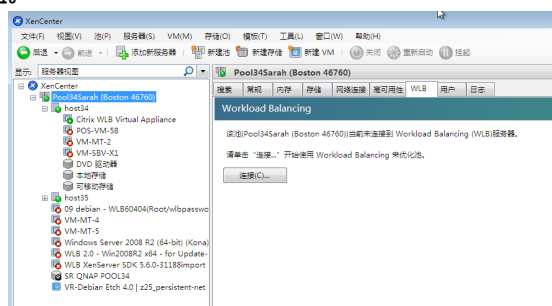 XenCenter
文件(F) 视图(V) 池(P) 服务器(S) VM(M) 存储(O) 模板(T) 工具(L) 窗口(W) 帮助(H)
后退 前进 添加新服务器 新建池 新建存储 新建 VM 关闭 重新启动 挂起
显示: 服务器视图
Pool34Sarah (Boston 46760)
搜索 常规 内存 存储 网络连接 高可用性 WLB 用户 日志
XenCenter
Pool34Sarah (Boston 46760)
host34
Citrix WLB Virtual Appliance
POS-VM-58
VM-MT-2
VM-SBV-X1
DVD 驱动器
本地存储
可移动存储
host35
09 debian - WLB60404(Root/wlbpasswo
VM-MT-4
VM-MT-5
Windows Server 2008 R2 (64-bit) (Kona)
WLB 2.0 - Win2008R2 x64 - for Update-
WLB XenServer SDK 5.6.0-31188import
SR QNAP POOL34
VR-Debian Etch 4.0 | z25_persistent-net
Workload Balancing
该池(Pool34Sarah (Boston 46760))当前未连接到 Workload Balancing (WLB)服务器。
请单击 "连接..." 开始使用 Workload Balancing 来优化池。
连接(C)...